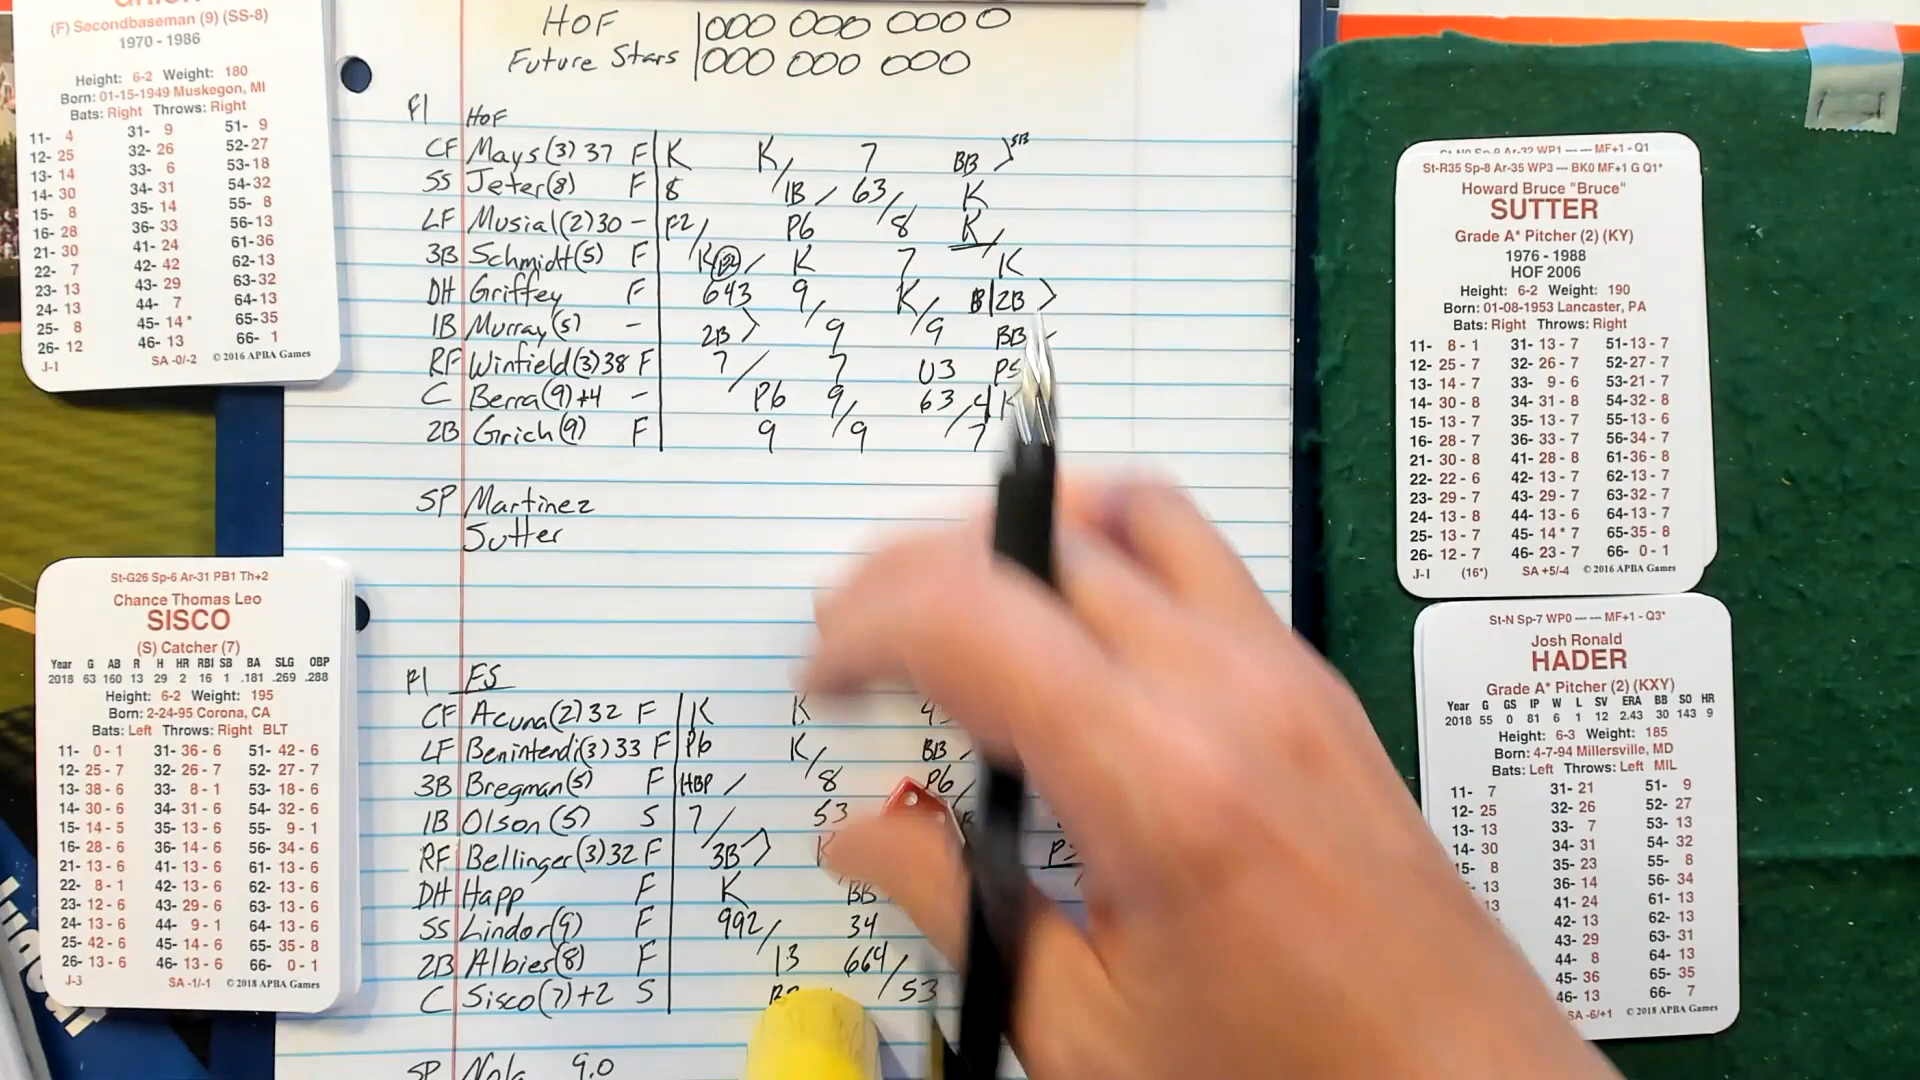 HOF 000 000 0000
Future Stars 000 000 000
F1 HOF
CF Mays(3)37 F K K 7 BB SB
SS Jeter(8) F 8 1B 63 K
LF Musial(2)30 - F2 P6 8 K
3B Schmidt(5) F K K 7 K
DH Griffey F 643 9 K B 2B
1B Murray(5) - 2B 9 9 BB
RF Winfield(3)38 F 7 7 U3
C Berra(9)+4 - P6 9 63 4 K
2B Grich(9) F 9 9 7
SP Martinez
Sutter
F1 FS
CF Acuna(2)32 F K K
LF Benintendi(3)33 F P6 K BB
3B Bregman(5) F HBP 8 P6
1B Olson(5) S 7 53
RF Bellinger(3)32 F 3B K
DH Happ F K BB
SS Lindor(9) F 992 34
2B Albies(8) F 13 664
C Sisco(7)+2 S 53
SP Nola 9.0
(F) Secondbaseman (9) (SS-8)
1970 - 1986
Height: 6-2 Weight: 180
Born: 01-15-1949 Muskegon, MI
Bats: Right Throws: Right
11- 4 31- 9 51- 9
12- 25 32- 26 52- 27
13- 14 33- 6 53- 18
14- 30 34- 31 54- 32
15- 8 35- 14 55- 8
16- 28 36- 33 56- 13
21- 30 41- 24 61- 36
22- 7 42- 42 62- 13
23- 13 43- 29 63- 32
24- 13 44- 7 64- 13
25- 8 45- 14* 65- 35
26- 12 46- 13 66- 1
J-1 SA -0/-2 © 2016 APBA Games
St-G26 Sp-6 Ar-31 PB1 Th+2
Chance Thomas Leo
SISCO
(S) Catcher (7)
Year G AB R H HR RBI SB BA SLG OBP
2018 63 160 13 29 2 16 1 .181 .269 .288
Height: 6-2 Weight: 195
Born: 2-24-95 Corona, CA
Bats: Left Throws: Right BLT
11- 0 - 1 31- 36 - 6 51- 42 - 6
12- 25 - 7 32- 26 - 7 52- 27 - 7
13- 38 - 6 33- 8 - 1 53- 18 - 6
14- 30 - 6 34- 31 - 6 54- 32 - 6
15- 14 - 5 35- 13 - 6 55- 9 - 1
16- 28 - 6 36- 14 - 6 56- 34 - 6
21- 13 - 6 41- 13 - 6 61- 13 - 6
22- 8 - 1 42- 13 - 6 62- 13 - 6
23- 12 - 6 43- 29 - 6 63- 13 - 6
24- 13 - 6 44- 9 - 1 64- 13 - 6
25- 42 - 6 45- 14 - 6 65- 35 - 8
26- 13 - 6 46- 13 - 6 66- 0 - 1
J-3 SA -1/-1 © 2018 APBA Games
St-R35 Sp-8 Ar-35 WP3 — BK0 MF+1 G Q1*
Howard Bruce "Bruce"
SUTTER
Grade A* Pitcher (2) (KY)
1976 - 1988
HOF 2006
Height: 6-2 Weight: 190
Born: 01-08-1953 Lancaster, PA
Bats: Right Throws: Right
11- 8 - 1 31- 13 - 7 51- 13 - 7
12- 25 - 7 32- 26 - 7 52- 27 - 7
13- 14 - 7 33- 9 - 6 53- 21 - 7
14- 30 - 8 34- 31 - 8 54- 32 - 8
15- 13 - 7 35- 13 - 7 55- 13 - 6
16- 28 - 7 36- 33 - 7 56- 34 - 7
21- 30 - 8 41- 28 - 8 61- 36 - 8
22- 22 - 6 42- 13 - 7 62- 13 - 7
23- 29 - 7 43- 29 - 7 63- 32 - 7
24- 13 - 8 44- 13 - 6 64- 13 - 7
25- 13 - 7 45- 14 * 7 65- 35 - 8
26- 12 - 7 46- 23 - 7 66- 0 - 1
J-1 (16*) SA +5/-4 © 2016 APBA Games
St-N Sp-7 WP0 — — MF+1 - Q3*
Josh Ronald
HADER
Grade A* Pitcher (2) (KXY)
Year G GS IP W L SV ERA BB SO HR
2018 55 0 81 6 1 12 2.43 30 143 9
Height: 6-3 Weight: 185
Born: 4-7-94 Millersville, MD
Bats: Left Throws: Left MIL
11- 7 31- 21 51- 9
12- 25 32- 26 52- 27
13- 13 33- 7 53- 13
14- 30 34- 31 54- 32
15- 8 35- 23 55- 8
13 36- 14 56- 34
13 41- 24 61- 13
42- 13 62- 13
43- 29 63- 31
44- 8 64- 13
45- 36 65- 35
46- 13 66- 7
SA -6/+1 © 2018 APBA Games